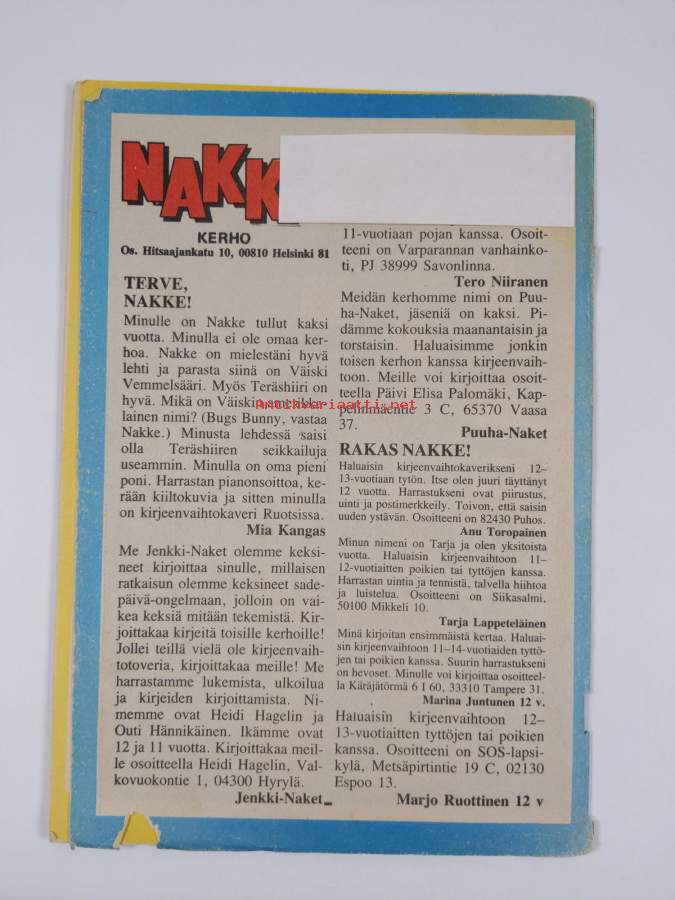 NAKK
KERHO
Os. Hitsaajankatu 10, 00810 Helsinki 81
TERVE,
NAKKE!
Minulle on Nakke tullut kaksi
vuotta. Minulla ei ole omaa ker-
hoa. Nakke on mielestäni hyvä
lehti ja parasta siinä on Väiski
Vemmelsääri. Myös Teräshiiri on
hyvä. Mikä on Väiskin amerikka-
lainen nimi? (Bugs Bunny, vastaa
Nakke.) Minusta lehdessä saisi
olla Teräshiiren seikkailuja
useammin. Minulla on oma pieni
poni. Harrastan pianonsoittoa, ke-
rään kiiltokuvia ja sitten minulla
on kirjeenvaihtokaveri Ruotsissa.
Mia Kangas
Me Jenkki-Naket olemme keksi-
neet kirjoittaa sinulle, millaisen
ratkaisun olemme keksineet sade-
päivä-ongelmaan, jolloin on vai-
kea keksiä mitään tekemistä. Kir-
joittakaa kirjeitä toisille kerhoille!
Jollei teillä vielä ole kirjeenvaih-
totoveria, kirjoittakaa meille! Me
harrastamme lukemista, ulkoilua
ja kirjeiden kirjoittamista. Ni-
memme ovat Heidi Hagelin ja
Outi Hännikäinen. Ikämme ovat
12 ja 11 vuotta. Kirjoittakaa meil-
le osoitteella Heidi Hagelin, Val-
kovuokontie 1, 04300 Hyrylä.
Jenkki-Naket
11-vuotiaan pojan kanssa. Osoit-
teeni on Varparannan vanhainko-
ti, PJ 38999 Savonlinna.
Tero Niiranen
Meidän kerhomme nimi on Puu-
ha-Naket, jäseniä on kaksi. Pi-
dämme kokouksia maanantaisin ja
torstaisin. Haluaisimme jonkin
toisen kerhon kanssa kirjeenvaih-
toon. Meille voi kirjoittaa osoit-
teella Päivi Elisa Palomäki, Kap-
pelinmäentie 3 C, 65370 Vaasa
37.
Puuha-Naket
RAKAS NAKKE!
Haluaisin kirjeenvaihtokaverikseni 12–
13-vuotiaan tytön. Itse olen juuri täyttänyt
12 vuotta. Harrastukseni ovat piirustus,
uinti ja postimerkkeily. Toivon, että saisin
uuden ystävän. Osoitteeni on 82430 Puhos.
Anu Toropainen
Minun nimeni on Tarja ja olen yksitoista
vuotta. Haluaisin kirjeenvaihtoon 11–
12-vuotiaitten poikien tai tyttöjen kanssa.
Harrastan uintia ja tennistä, talvella hiihtoa
ja luistelua. Osoitteeni on Siikasalmi,
50100 Mikkeli 10.
Tarja Lappeteläinen
Minä kirjoitan ensimmäistä kertaa. Haluai-
sin kirjeenvaihtoon 11–14-vuotiaiden tyttö-
jen tai poikien kanssa. Suurin harrastukseni
on hevoset. Minulle voi kirjoittaa osoitteel-
la Käräjätörmä 6 I 60, 33310 Tampere 31.
Marina Juntunen 12 v.
Haluaisin kirjeenvaihtoon 12–
13-vuotiaitten tyttöjen tai poikien
kanssa. Osoitteeni on SOS-lapsi-
kylä, Metsäpirtintie 19 C, 02130
Espoo 13.
Marjo Ruottinen 12 v
Antikvariaatti.net